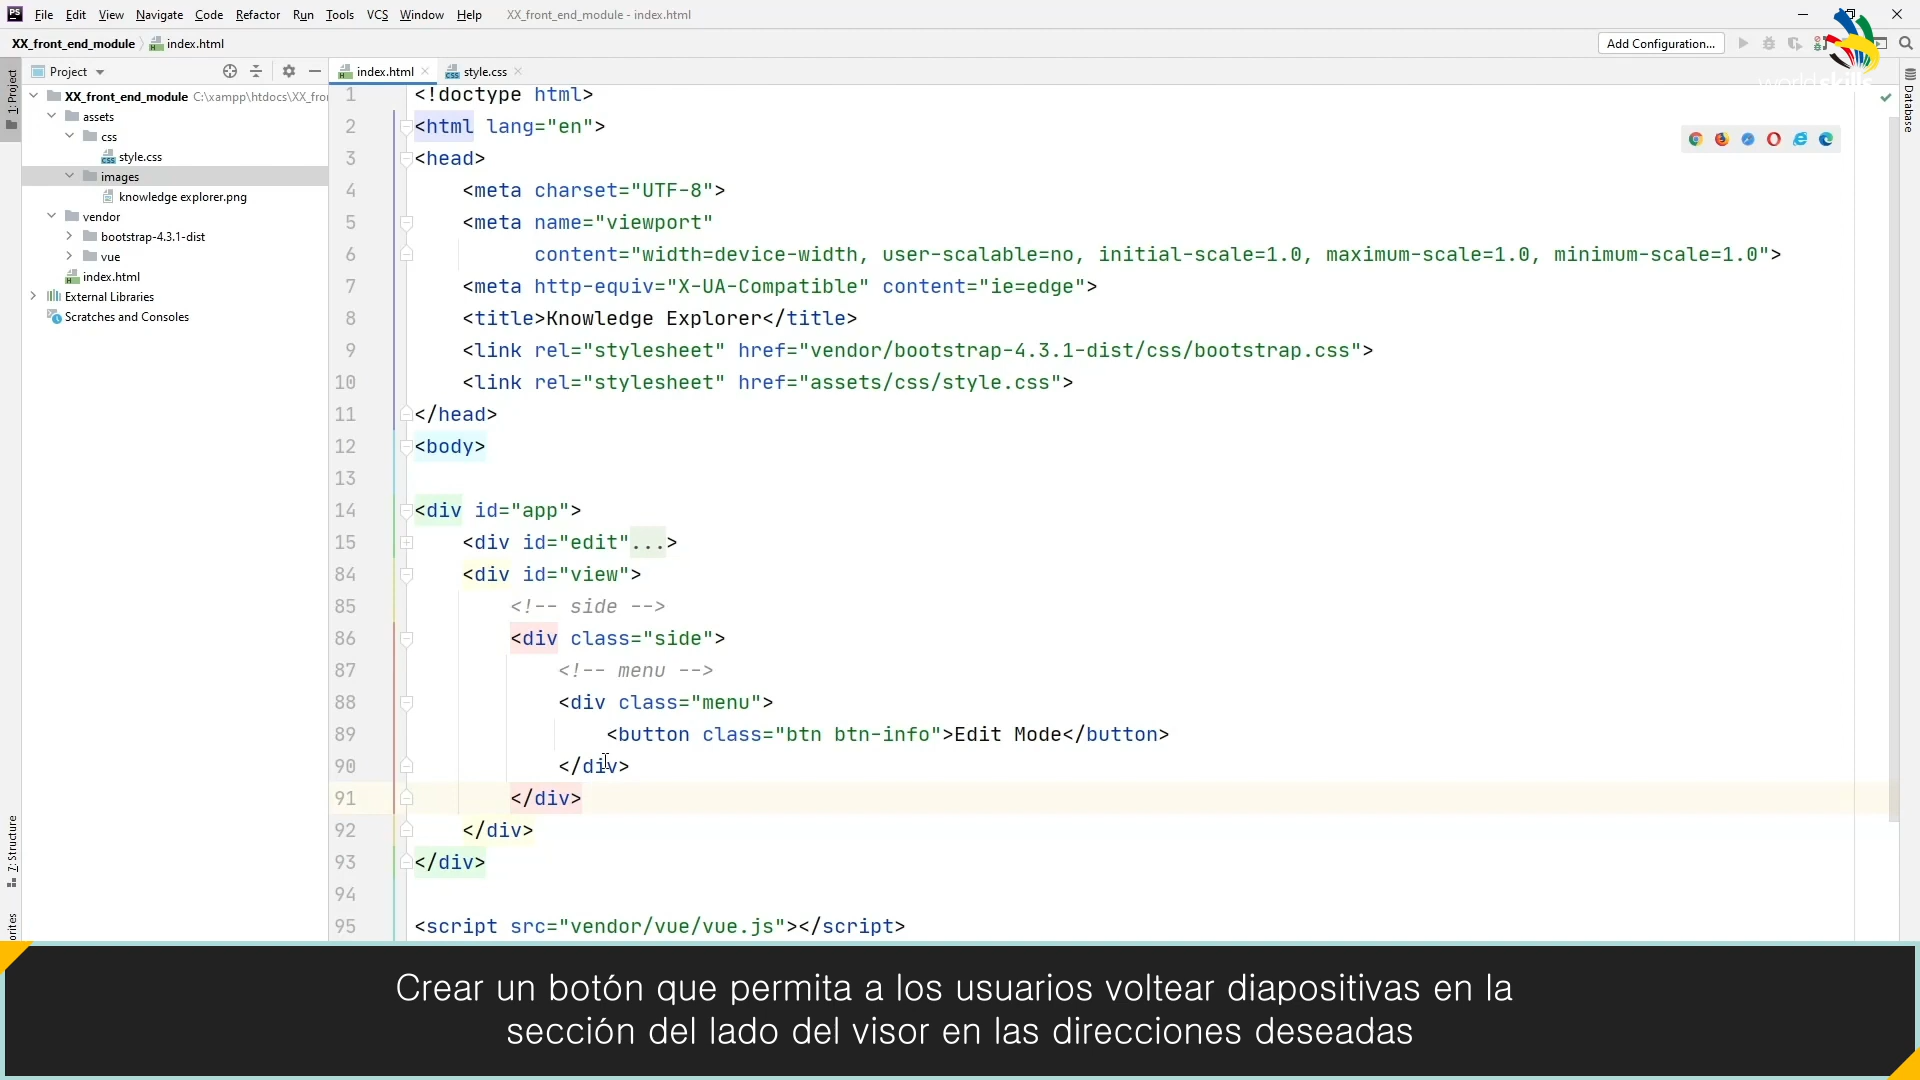 File Edit View Navigate Code Refactor Run Tools VCS Window Help XX_front_end_module - index.html
XX_front_end_module index.html Add Configuration...
1: Project
Project
XX_front_end_module C:\xampp\htdocs\XX_fro
assets
css
style.css
images
knowledge explorer.png
vendor
bootstrap-4.3.1-dist
vue
index.html
External Libraries
Scratches and Consoles
7: Structure
orites
Database
worldskills
index.html style.css
1 <!doctype html>
2 <html lang="en">
3 <head>
4 <meta charset="UTF-8">
5 <meta name="viewport"
6 content="width=device-width, user-scalable=no, initial-scale=1.0, maximum-scale=1.0, minimum-scale=1.0">
7 <meta http-equiv="X-UA-Compatible" content="ie=edge">
8 <title>Knowledge Explorer</title>
9 <link rel="stylesheet" href="vendor/bootstrap-4.3.1-dist/css/bootstrap.css">
10 <link rel="stylesheet" href="assets/css/style.css">
11 </head>
12 <body>
13
14 <div id="app">
15 <div id="edit"...>
84 <div id="view">
85 <!-- side -->
86 <div class="side">
87 <!-- menu -->
88 <div class="menu">
89 <button class="btn btn-info">Edit Mode</button>
90 </div>
91 </div>
92 </div>
93 </div>
94
95 <script src="vendor/vue/vue.js"></script>
Crear un botón que permita a los usuarios voltear diapositivas en la
sección del lado del visor en las direcciones deseadas